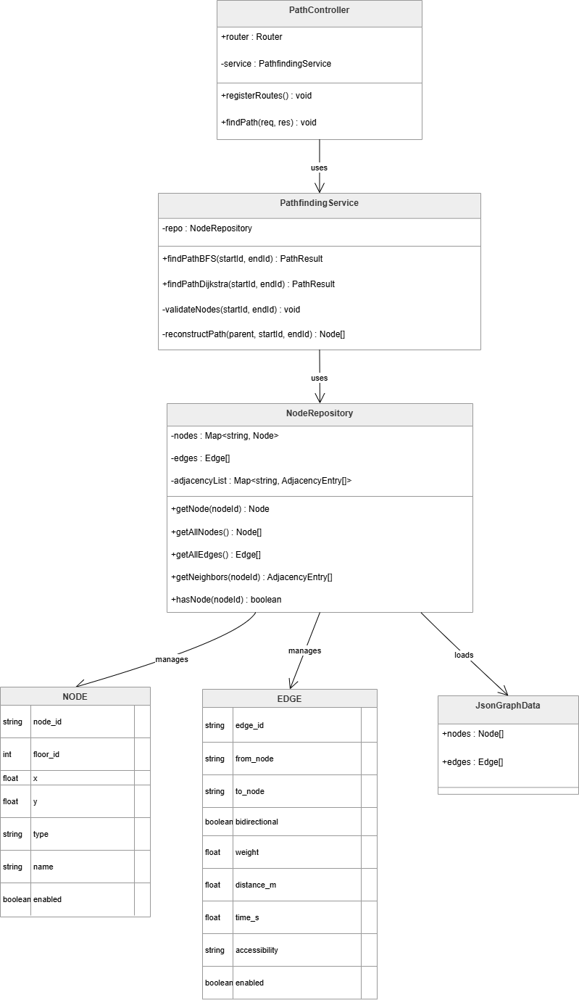 PathController
+router : Router
-service : PathfindingService
+registerRoutes() : void
+findPath(req, res) : void
uses
PathfindingService
-repo : NodeRepository
+findPathBFS(startId, endId) : PathResult
+findPathDijkstra(startId, endId) : PathResult
-validateNodes(startId, endId) : void
-reconstructPath(parent, startId, endId) : Node[]
uses
NodeRepository
-nodes : Map<string, Node>
-edges : Edge[]
-adjacencyList : Map<string, AdjacencyEntry[]>
+getNode(nodeId) : Node
+getAllNodes() : Node[]
+getAllEdges() : Edge[]
+getNeighbors(nodeId) : AdjacencyEntry[]
+hasNode(nodeId) : boolean
manages
manages
loads
NODE
string node_id
int floor_id
float x
float y
string type
string name
boolean enabled
EDGE
string edge_id
string from_node
string to_node
boolean bidirectional
float weight
float distance_m
float time_s
string accessibility
boolean enabled
JsonGraphData
+nodes : Node[]
+edges : Edge[]